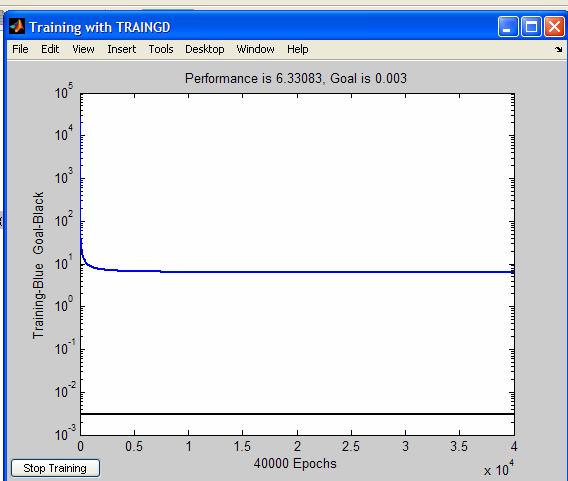 Training with TRAINGD
File Edit View Insert Tools Desktop Window Help
Performance is 6.33083, Goal is 0.003
10^5
10^4
10^3
10^2
10^1
10^0
10^-1
10^-2
10^-3
Training-Blue Goal-Black
0 0.5 1 1.5 2 2.5 3 3.5 4
x 10^4
40000 Epochs
Stop Training